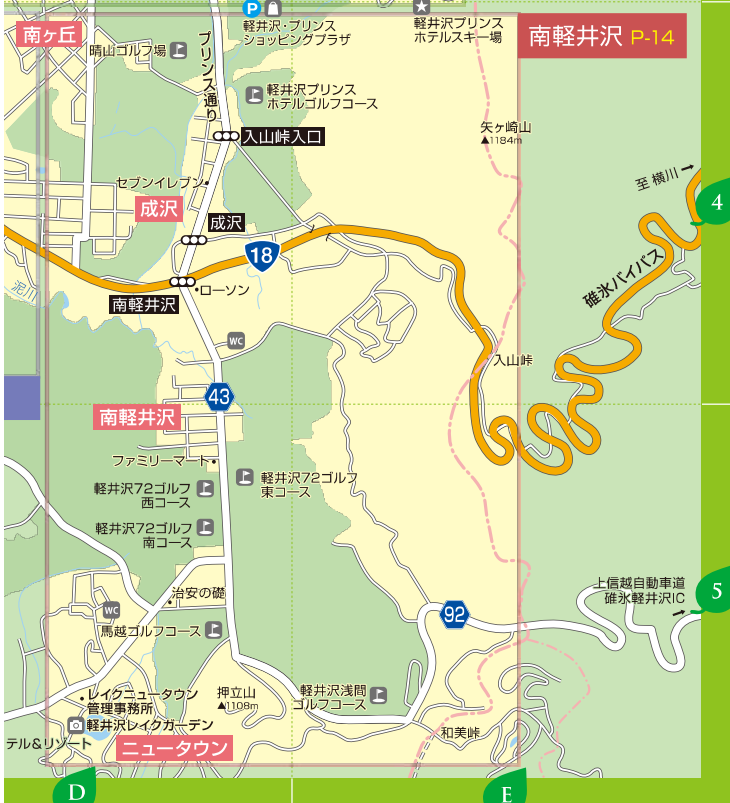 P
軽井沢・プリンス
ショッピングプラザ
軽井沢プリンス
ホテルスキー場
南ヶ丘
晴山ゴルフ場
プリンス通り
南軽井沢 P-14
軽井沢プリンス
ホテルゴルフコース
矢ヶ崎山
▲1184m
入山峠入口
至 横川
セブンイレブン
成沢
成沢
4
18
碓氷バイパス
泥川
ローソン
南軽井沢
WC
入山峠
43
南軽井沢
ファミリーマート
軽井沢72ゴルフ
東コース
軽井沢72ゴルフ
西コース
軽井沢72ゴルフ
南コース
上信越自動車道
碓氷軽井沢IC
5
治安の礎
WC
92
馬越ゴルフコース
レイクニュータウン
管理事務所
押立山
▲1108m
軽井沢浅間
ゴルフコース
軽井沢レイクガーデン
和美峠
テル&リゾート
ニュータウン
D
E